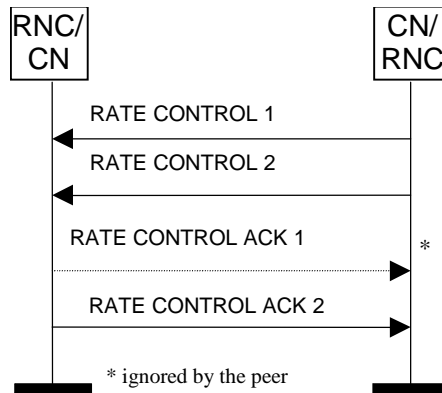 RNC/
CN
CN/
RNC
RATE CONTROL 1
RATE CONTROL 2
RATE CONTROL ACK 1
*
RATE CONTROL ACK 2
* ignored by the peer